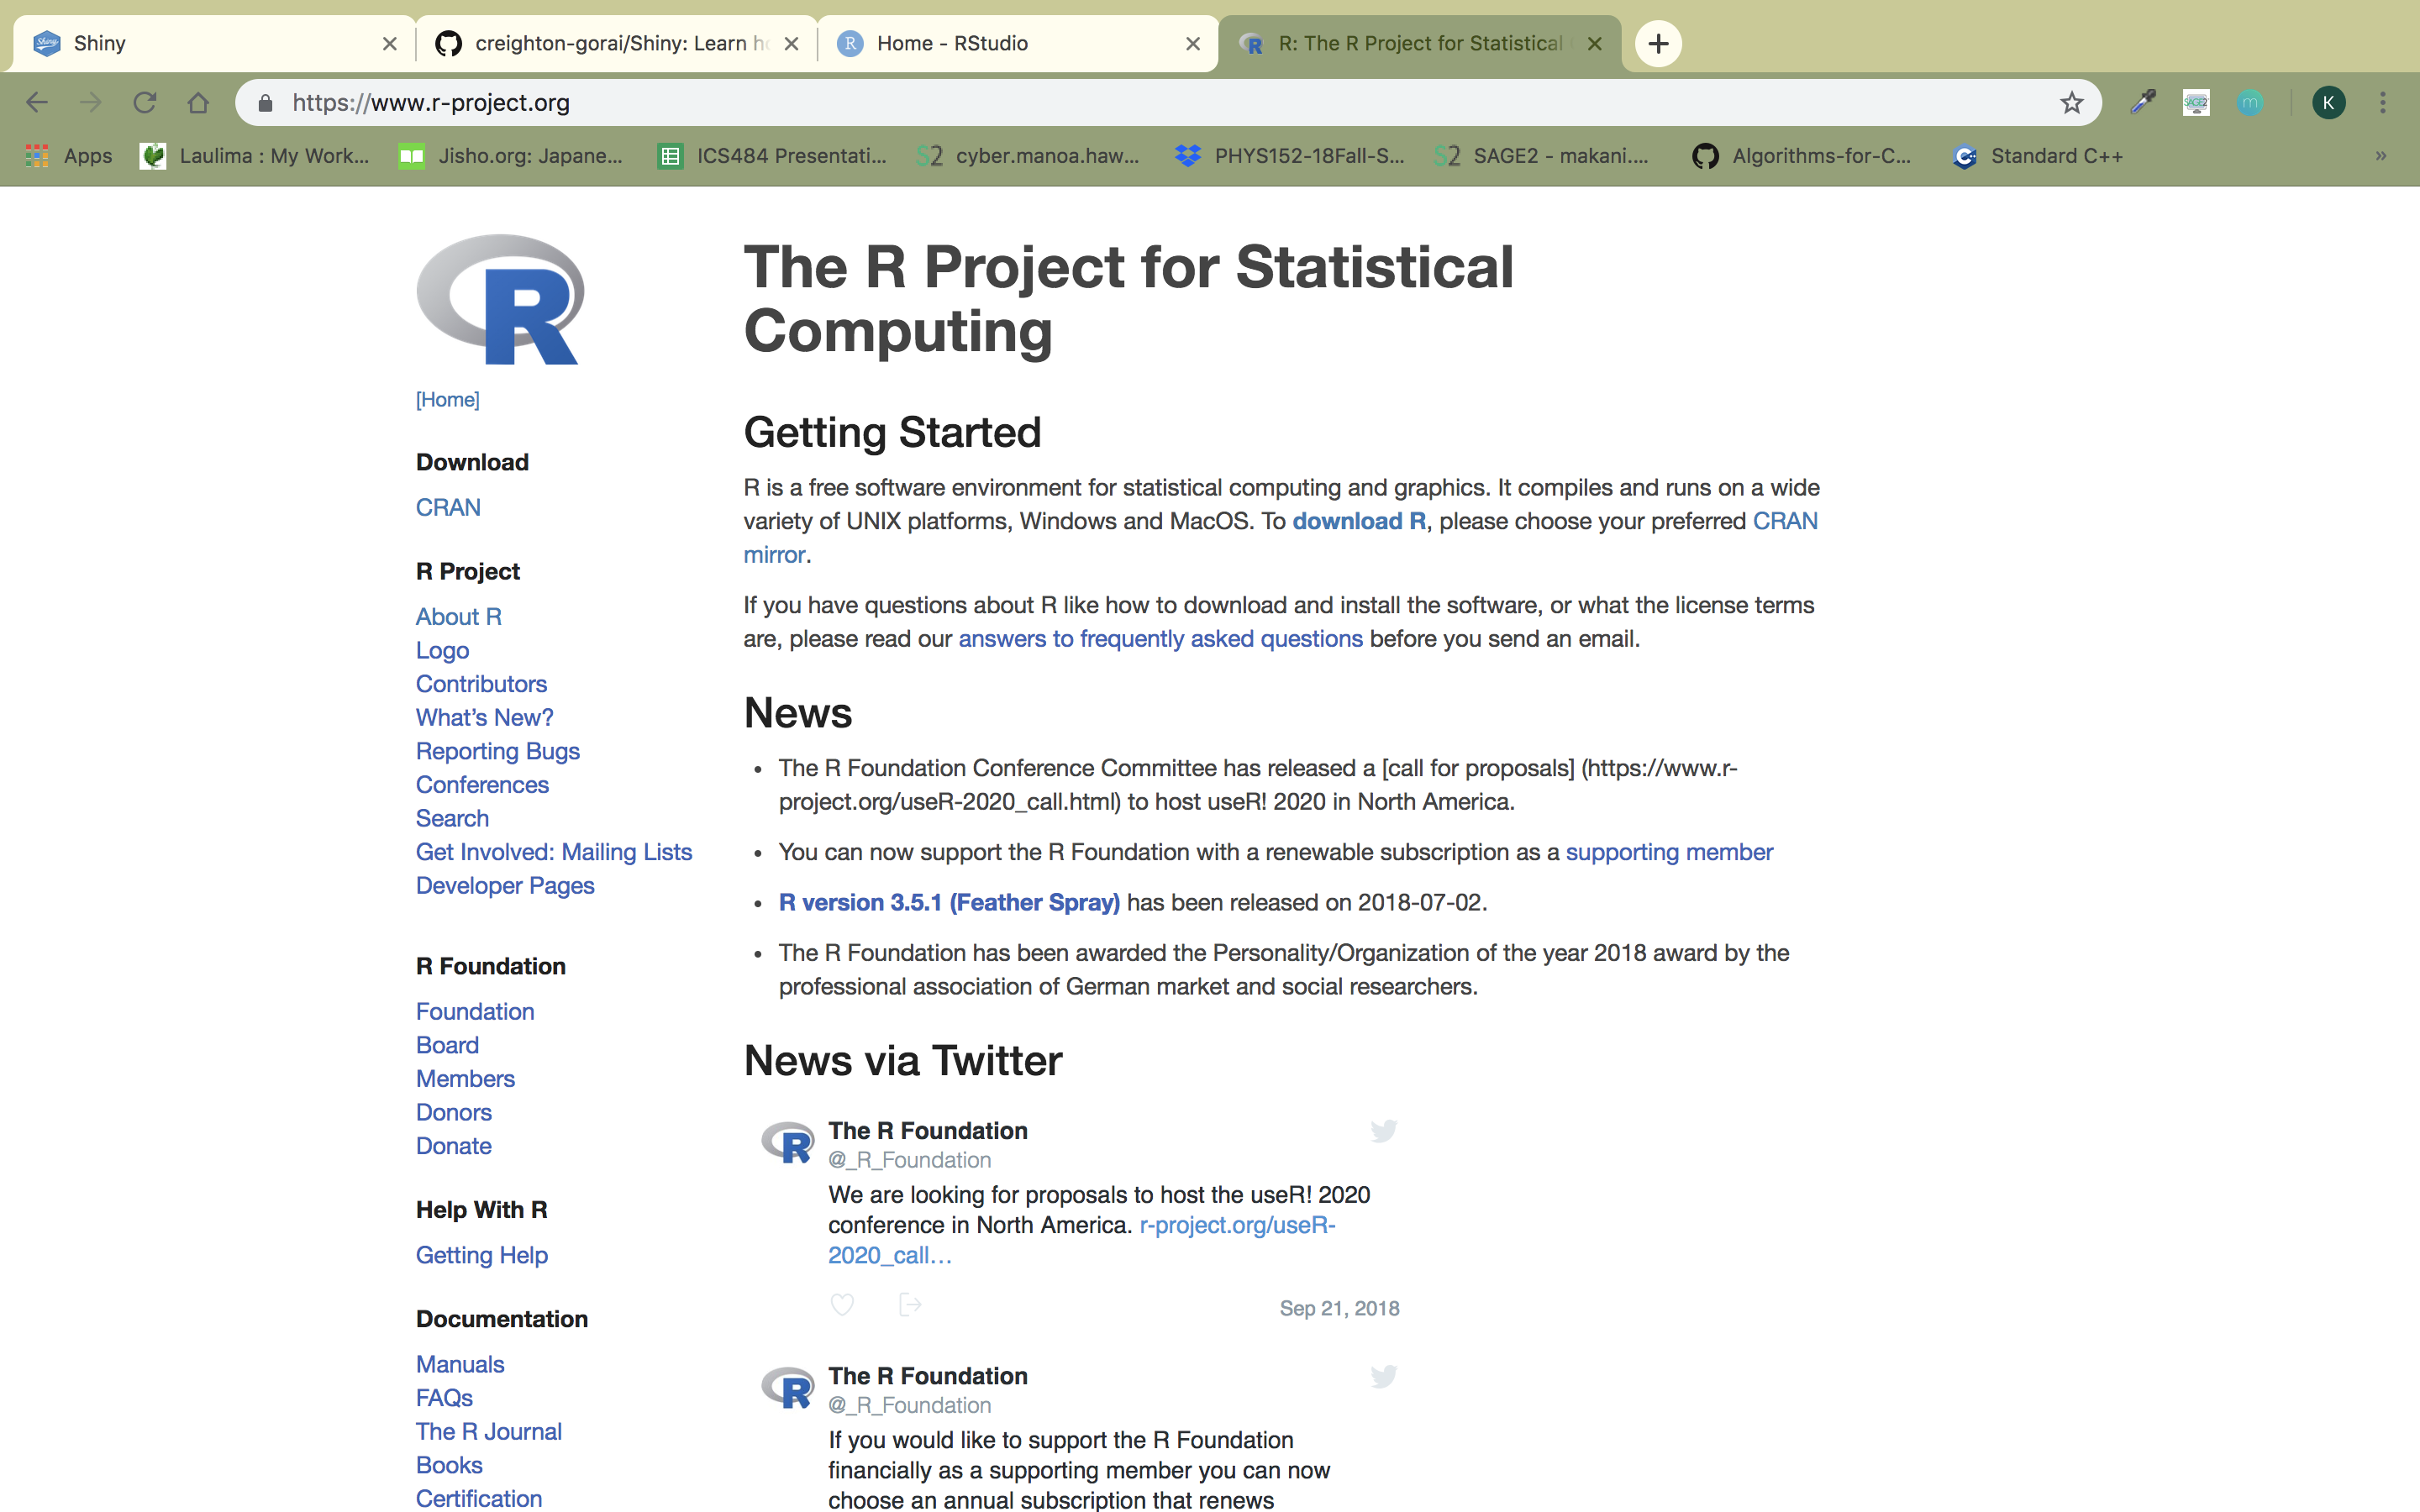 Shiny
creighton-gorai/Shiny: Learn h
Home - RStudio
R: The R Project for Statistical
https://www.r-project.org
K
Apps
Laulima : My Work...
Jisho.org: Japane...
ICS484 Presentati...
S2 cyber.manoa.haw...
PHYS152-18Fall-S...
S2 SAGE2 - makani....
Algorithms-for-C...
Standard C++
»
R
The R Project for Statistical
Computing
[Home]
Getting Started
Download
R is a free software environment for statistical computing and graphics. It compiles and runs on a wide
CRAN
variety of UNIX platforms, Windows and MacOS. To download R, please choose your preferred CRAN
mirror.
R Project
About R
If you have questions about R like how to download and install the software, or what the license terms
are, please read our answers to frequently asked questions before you send an email.
Logo
Contributors
What's New?
News
Reporting Bugs
Conferences
Search
Get Involved: Mailing Lists
Developer Pages
• The R Foundation Conference Committee has released a [call for proposals] (https://www.r-
project.org/useR-2020_call.html) to host useR! 2020 in North America.
• You can now support the R Foundation with a renewable subscription as a supporting member
• R version 3.5.1 (Feather Spray) has been released on 2018-07-02.
• The R Foundation has been awarded the Personality/Organization of the year 2018 award by the
professional association of German market and social researchers.
R Foundation
Foundation
Board
Members
Donors
Donate
News via Twitter
R
The R Foundation
@_R_Foundation
We are looking for proposals to host the useR! 2020
conference in North America. r-project.org/useR-
2020_call...
Sep 21, 2018
Help With R
Getting Help
Documentation
Manuals
FAQs
The R Journal
Books
Certification
R
The R Foundation
@_R_Foundation
If you would like to support the R Foundation
financially as a supporting member you can now
choose an annual subscription that renews